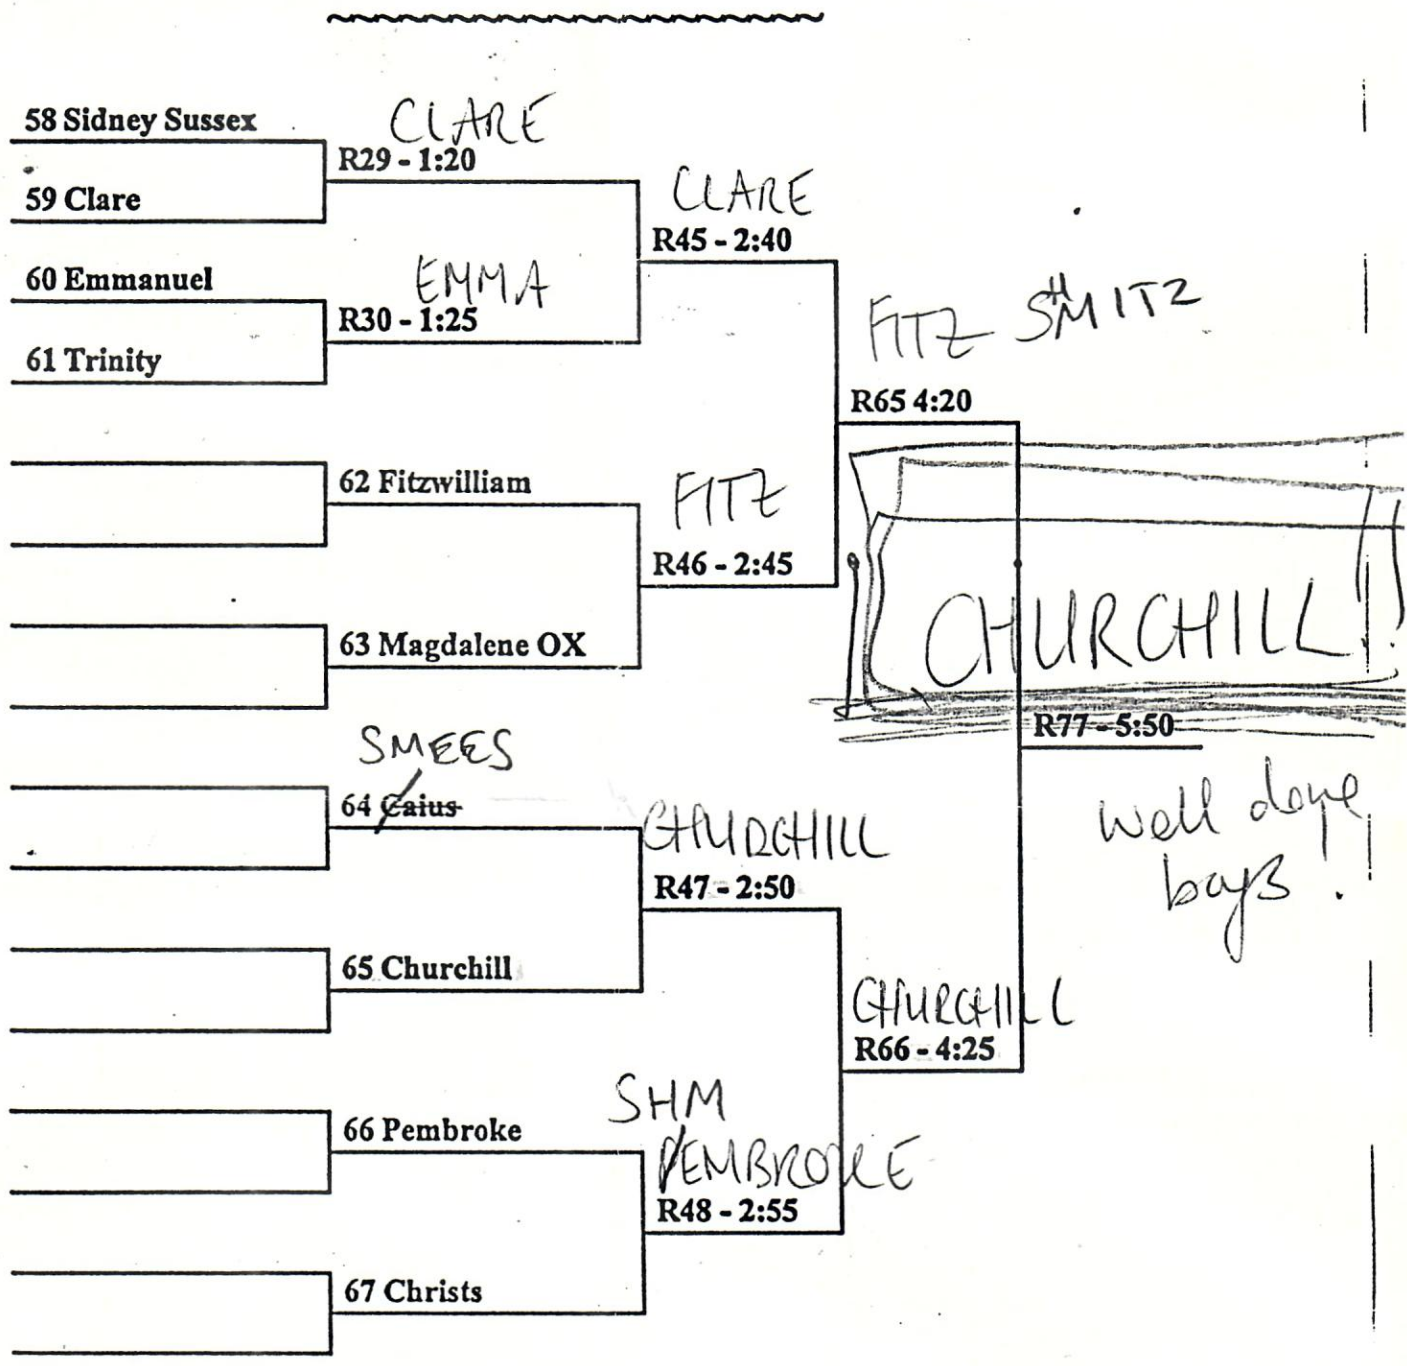 58 Sidney Sussex
CLARE
R29 - 1:20
59 Clare
CLARE
R45 - 2:40
60 Emmanuel
EMMA
R30 - 1:25
61 Trinity
FITZ SHMITZ
R65 4:20
62 Fitzwilliam
FITZ
R46 - 2:45
63 Magdalene OX
CHURCHILL!!
R77 - 5:50
SMEES
64 Caius
well done
boys!
CHURCHILL
R47 - 2:50
65 Churchill
CHURCHILL
R66 - 4:25
SHM
66 Pembroke
PEMBROKE
R48 - 2:55
67 Christs